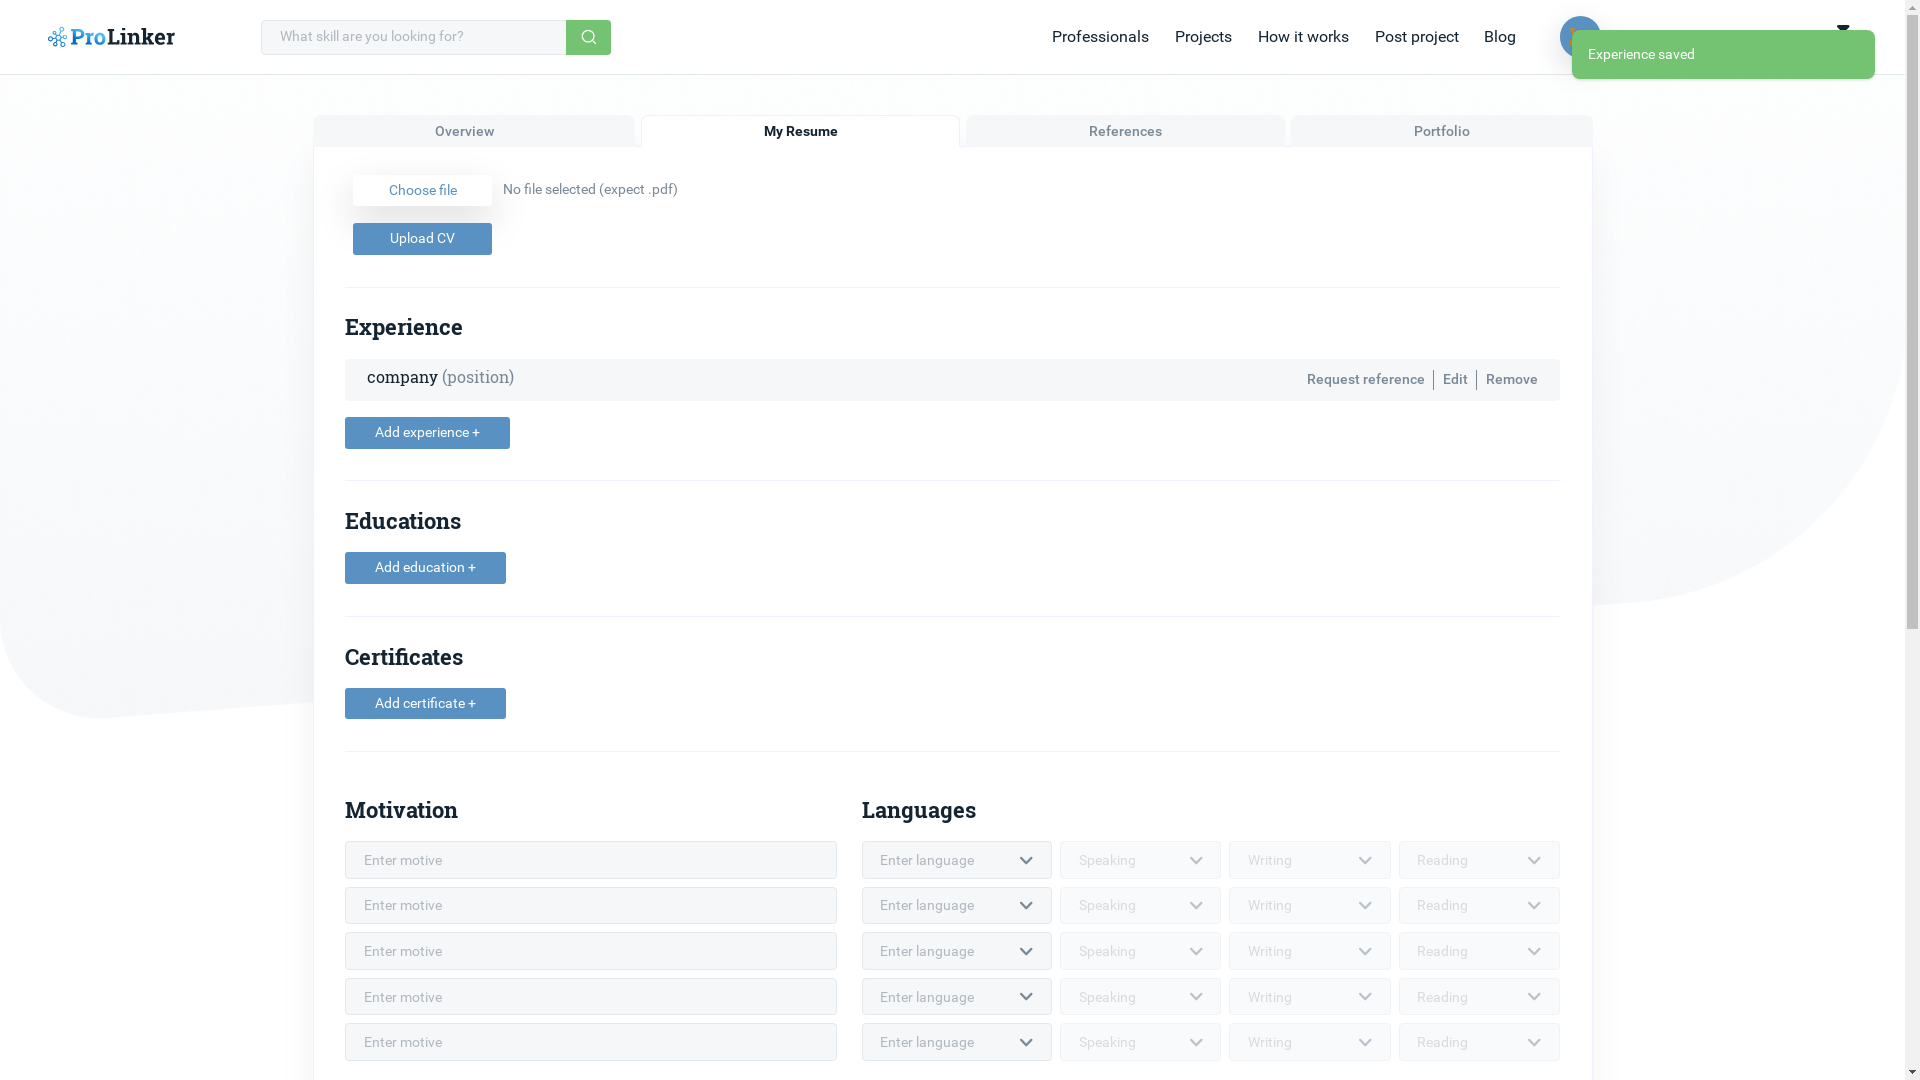 ProLinker
What skill are you looking for?
Professionals
Projects
How it works
Post project
Blog
Experience saved
Overview
My Resume
References
Portfolio
Choose file
No file selected (expect .pdf)
Upload CV
Experience
company (position)
Request reference
Edit
Remove
Add experience +
Educations
Add education +
Certificates
Add certificate +
Motivation
Languages
Enter motive
Enter language
Speaking
Writing
Reading
Enter motive
Enter language
Speaking
Writing
Reading
Enter motive
Enter language
Speaking
Writing
Reading
Enter motive
Enter language
Speaking
Writing
Reading
Enter motive
Enter language
Speaking
Writing
Reading